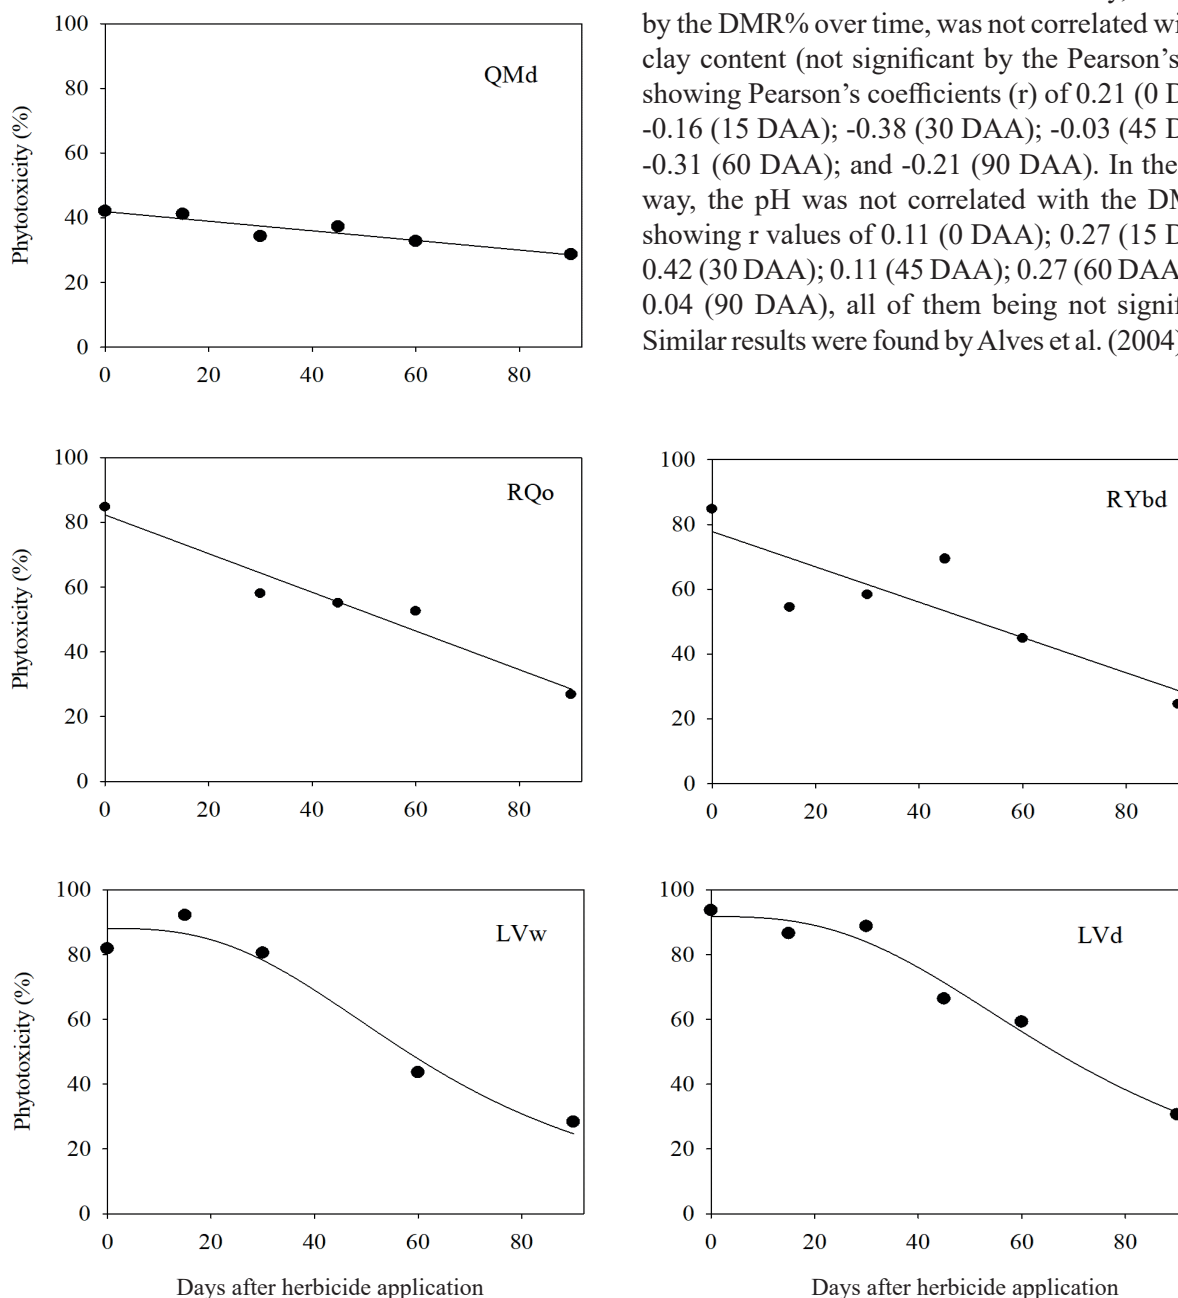 100
80
60
40
20
0
0 20 40 60 80
Phytotoxicity (%)
QMd
by the DMR% over time, was not correlated
clay content (not significant by the Pearson's
showing Pearson's coefficients (r) of 0.21 (0
-0.16 (15 DAA); -0.38 (30 DAA); -0.03 (45
-0.31 (60 DAA); and -0.21 (90 DAA). In the
way, the pH was not correlated with the
showing r values of 0.11 (0 DAA); 0.27 (15
0.42 (30 DAA); 0.11 (45 DAA); 0.27 (60 DAA
0.04 (90 DAA), all of them being not
Similar results were found by Alves et al. (2004)
100
80
60
40
20
0
0 20 40 60 80
Phytoxicity (%)
RQo
100
80
60
40
20
0
0 20 40 60 80
RYbd
100
80
60
40
20
0
0 20 40 60 80
Phytotoxicity (%)
LVw
Days after herbicide application
100
80
60
40
20
0
0 20 40 60 80
LVd
Days after herbicide application